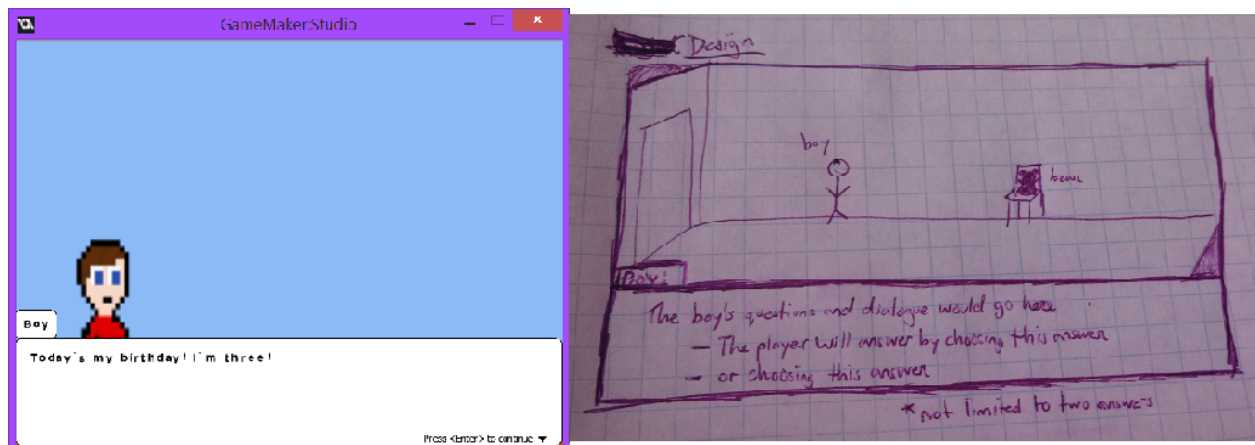 GameMaker:Studio
Boy
Today's my birthday! I'm three!
Press <Enter> to continue
Design
boy
bear
Boy:
The boy's questions and dialogue would go here
— The player will answer by choosing this answer
— or choosing this answer
*not limited to two answers